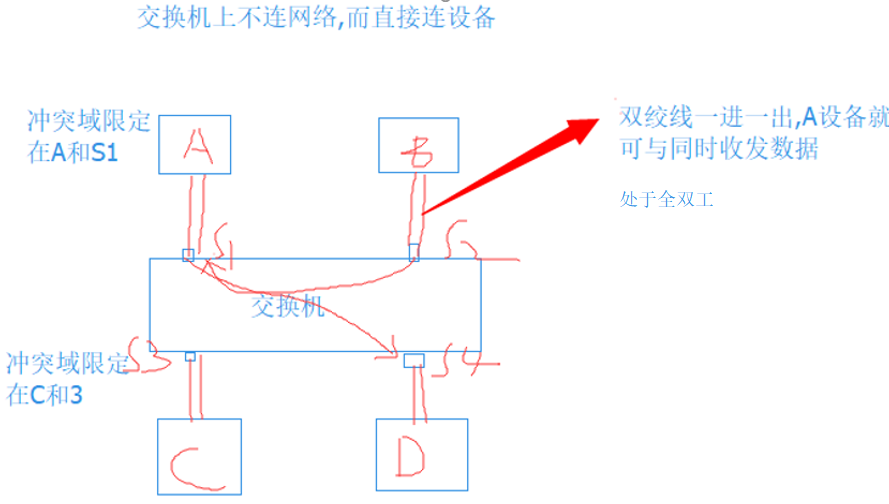 交换机上不连网络,而直接连设备
冲突域限定
在A和S1
A
B
双绞线一进一出,A设备就
可与同时收发数据
处于全双工
S1
S2
交换机
S3
S4
冲突域限定
在C和3
C
D